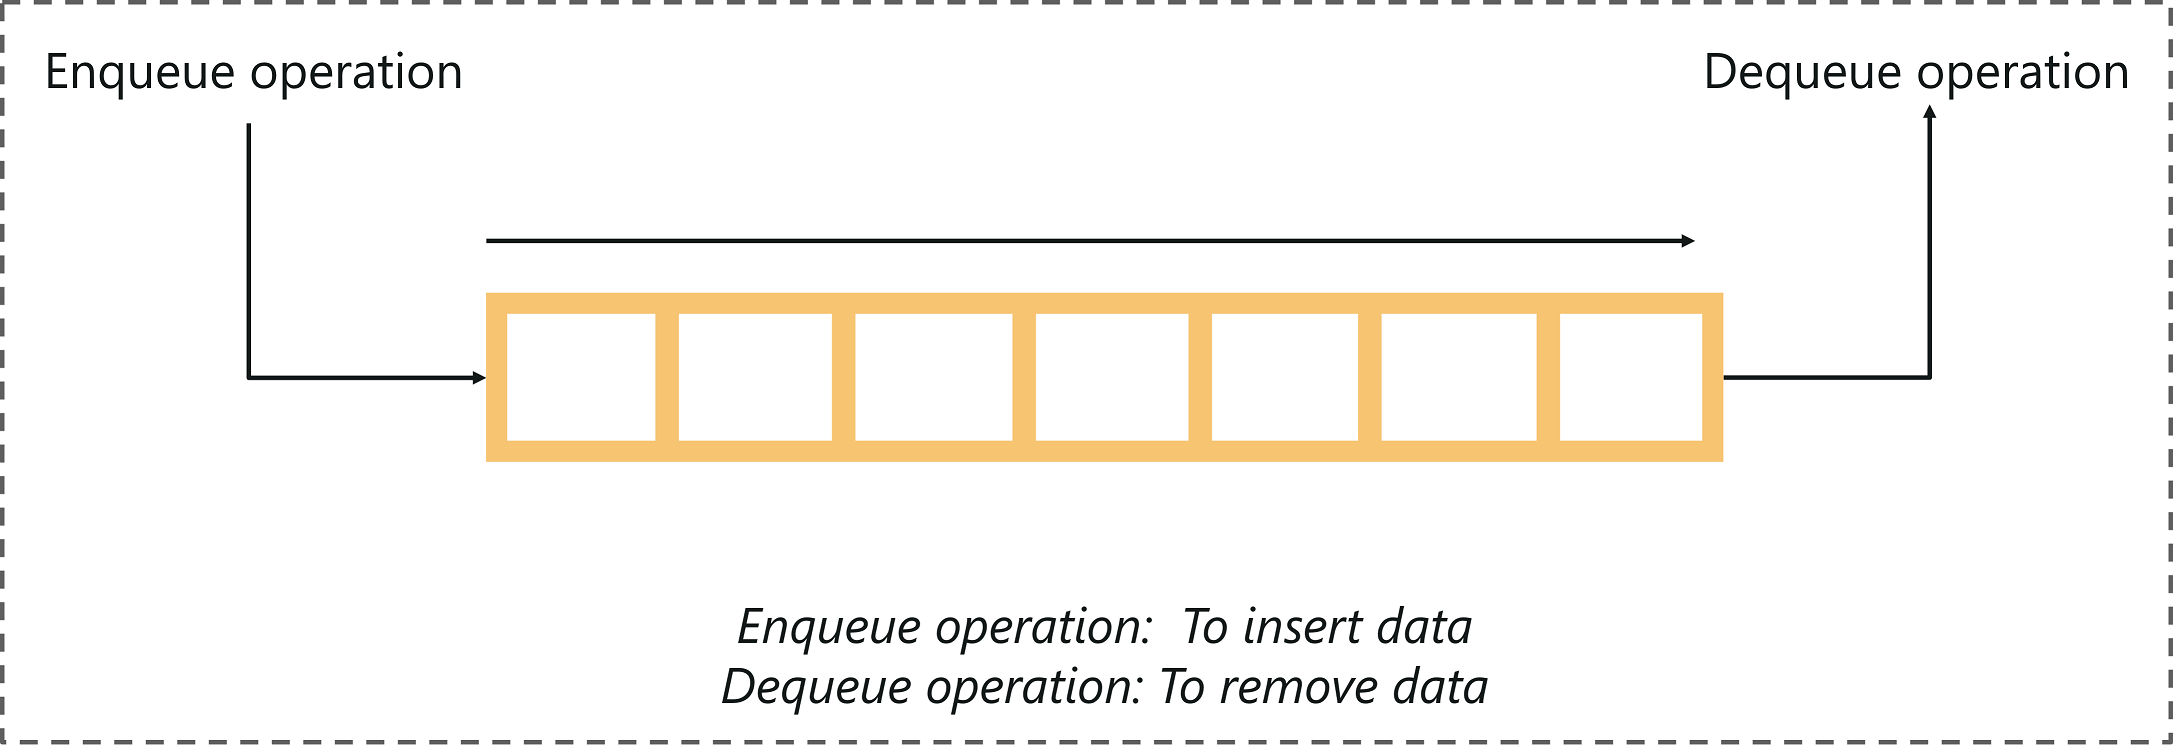 Enqueue operation
Dequeue operation
Enqueue operation:  To insert data
Dequeue operation: To remove data